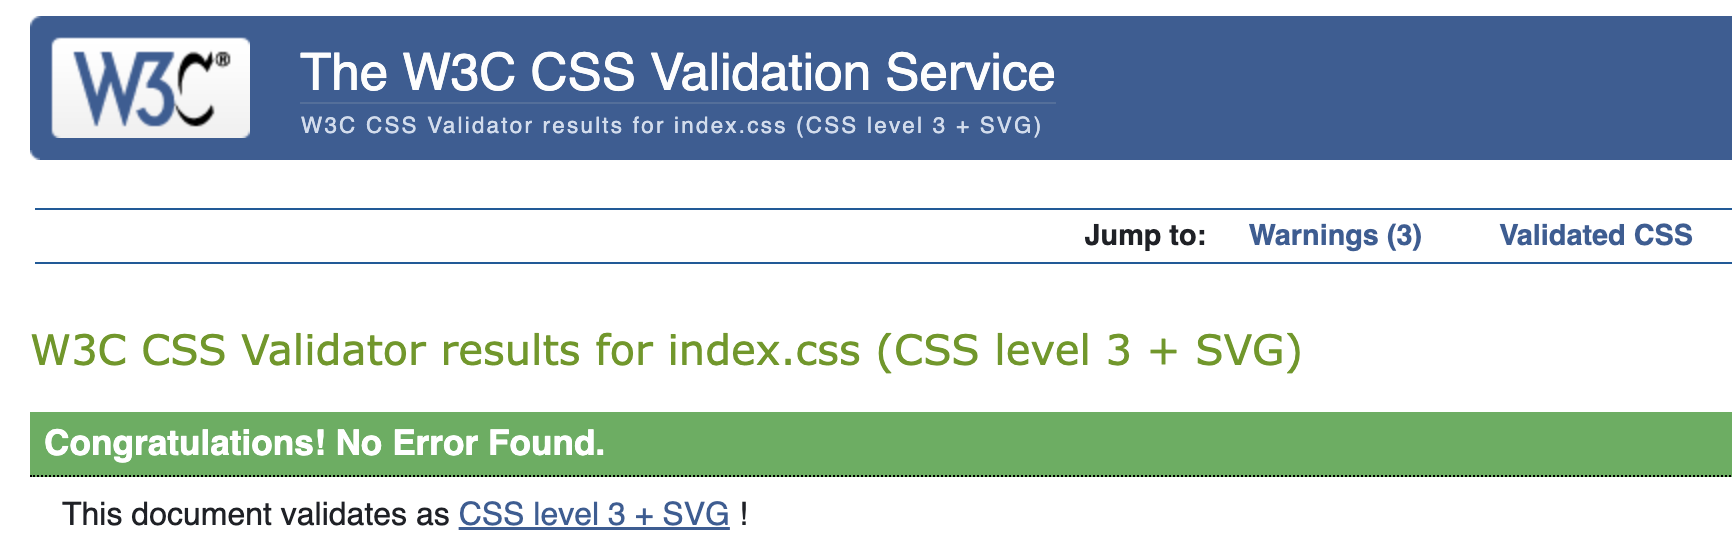 W3C®
The W3C CSS Validation Service
W3C CSS Validator results for index.css (CSS level 3 + SVG)
Jump to: Warnings (3) Validated CSS
W3C CSS Validator results for index.css (CSS level 3 + SVG)
Congratulations! No Error Found.
This document validates as CSS level 3 + SVG !